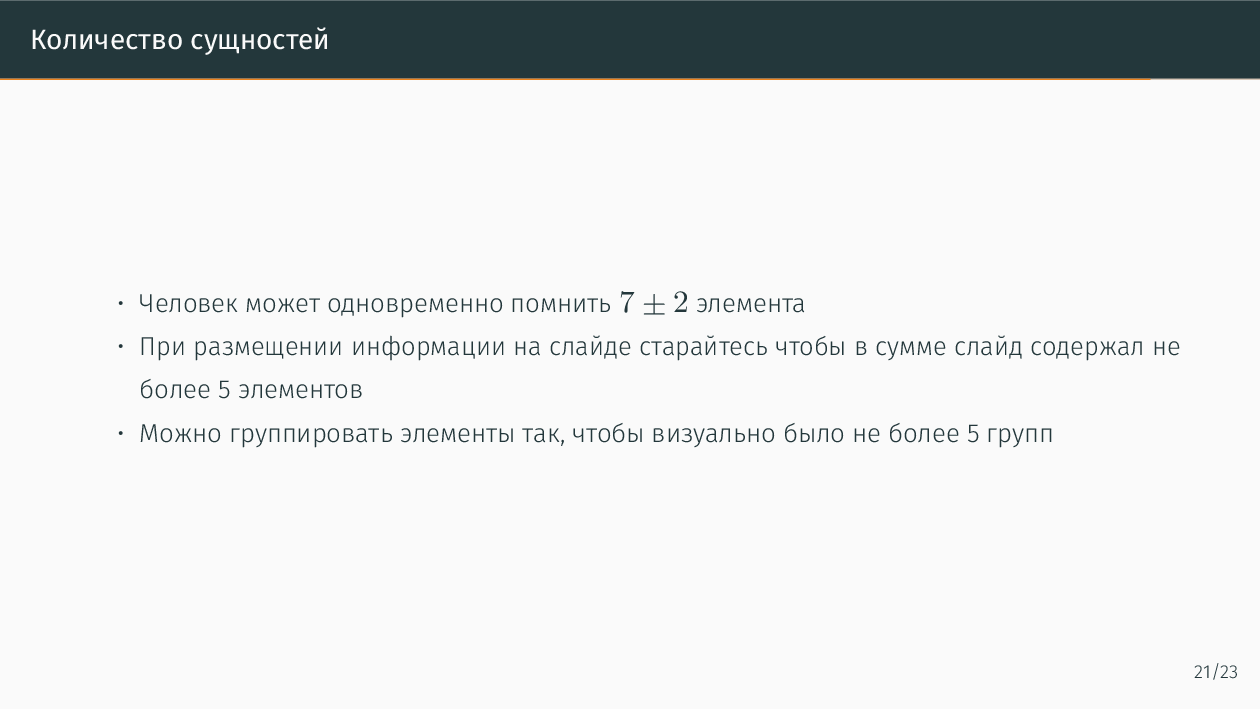 Количество сущностей
• Человек может одновременно помнить 7 ± 2 элемента
• При размещении информации на слайде старайтесь чтобы в сумме слайд содержал не
более 5 элементов
• Можно группировать элементы так, чтобы визуально было не более 5 групп
21/23